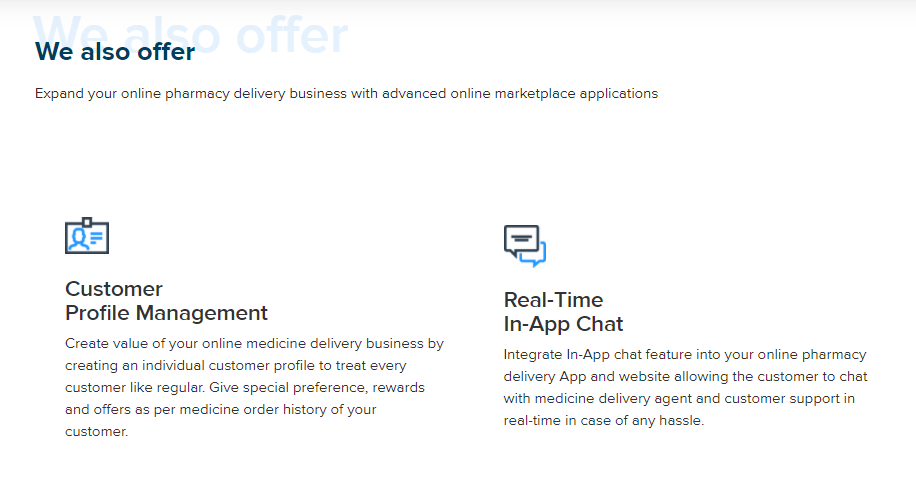 We also offer
We also offer
Expand your online pharmacy delivery business with advanced online marketplace applications
Customer
Profile Management
Create value of your online medicine delivery business by
creating an individual customer profile to treat every
customer like regular. Give special preference, rewards
and offers as per medicine order history of your
customer.
Real-Time
In-App Chat
Integrate In-App chat feature into your online pharmacy
delivery App and website allowing the customer to chat
with medicine delivery agent and customer support in
real-time in case of any hassle.